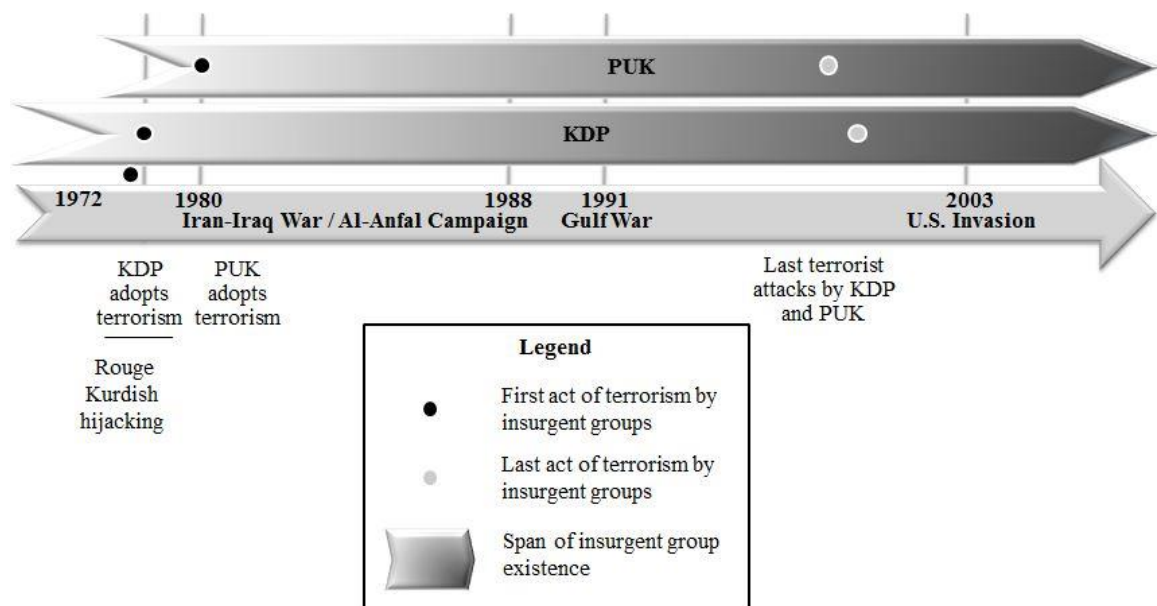 PUK
KDP
1972
1980
1988
1991
2003
Iran-Iraq War / Al-Anfal Campaign
Gulf War
U.S. Invasion
KDP
adopts
terrorism
PUK
adopts
terrorism
Last terrorist
attacks by KDP
and PUK
Rouge
Kurdish
hijacking
Legend
First act of terrorism by
insurgent groups
Last act of terrorism by
insurgent groups
Span of insurgent group
existence